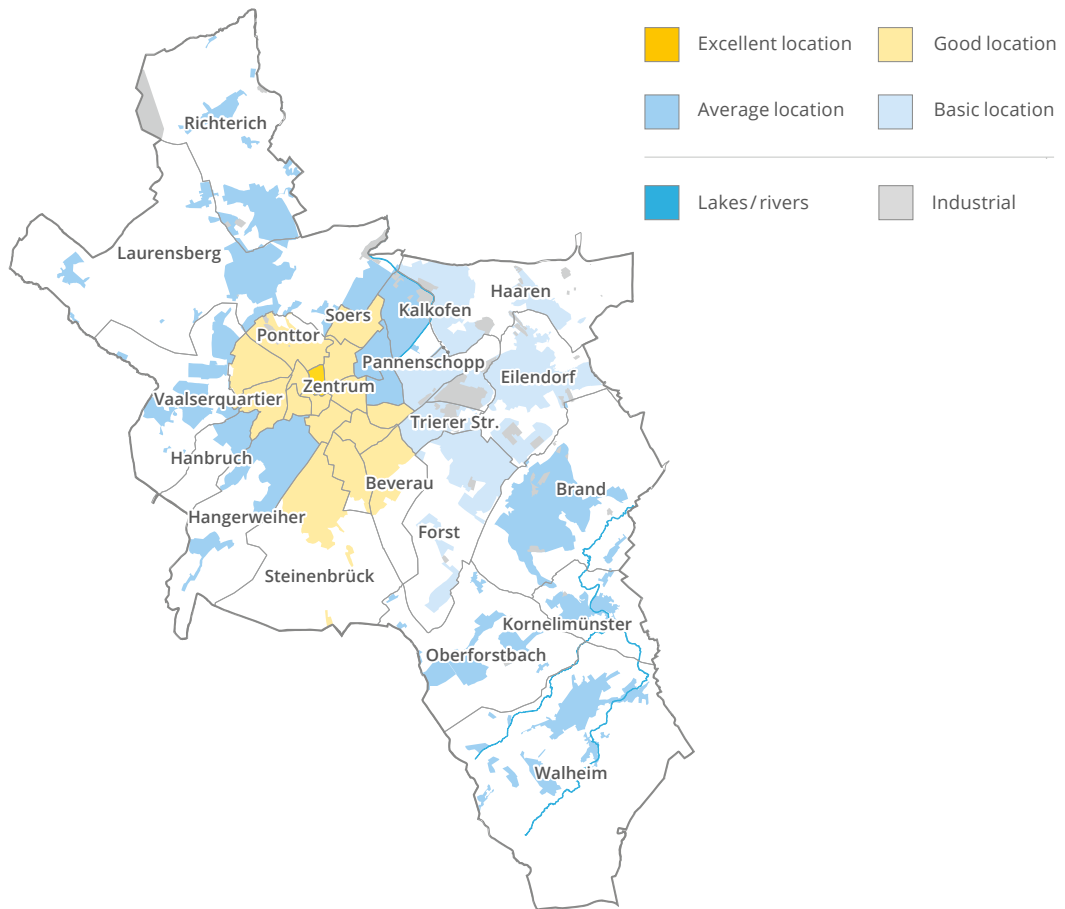 Excellent location
Good location
Average location
Basic location
Lakes/rivers
Industrial
Richterich
Laurensberg
Haaren
Soers
Kalkofen
Ponttor
Pannenschopp
Eilendorf
Zentrum
Vaalserquartier
Trierer Str.
Hanbruch
Beverau
Brand
Hangerweiher
Forst
Steinenbrück
Kornelimünster
Oberforstbach
Walheim